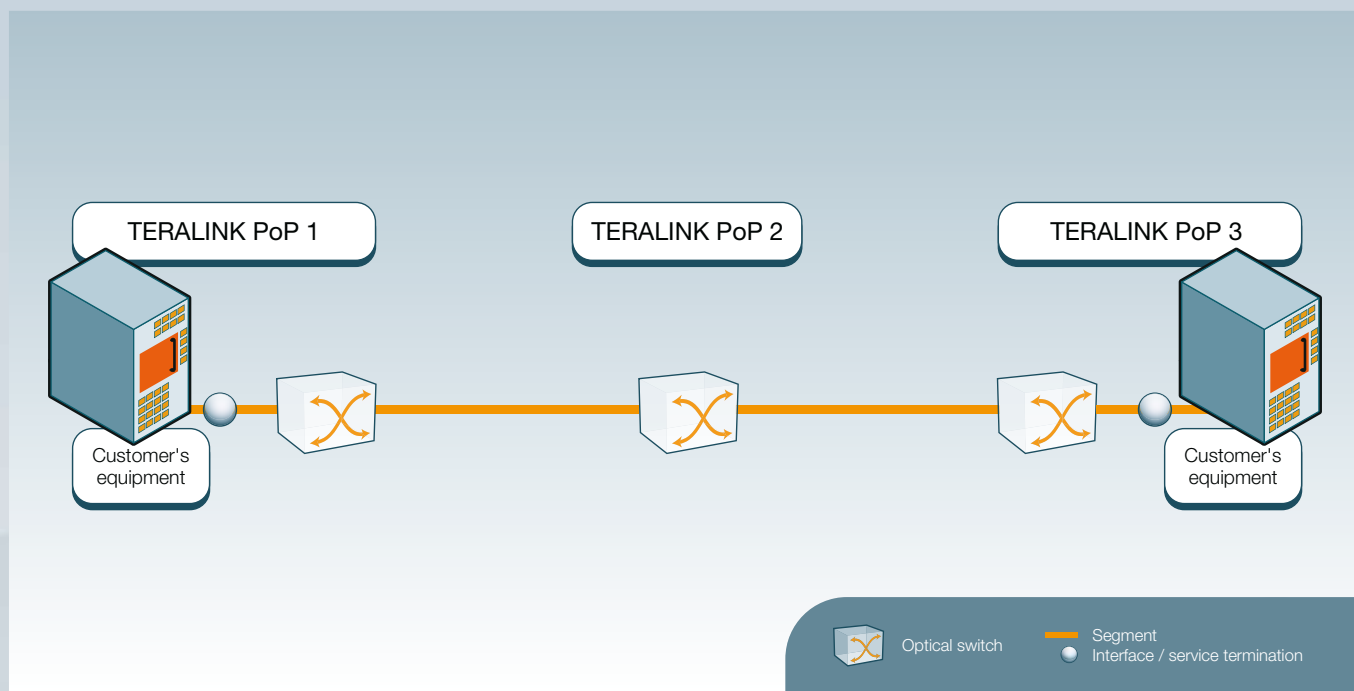 TERALINK PoP 1
TERALINK PoP 2
TERALINK PoP 3
Customer's
equipment
Customer's
equipment
Optical switch
Segment
Interface / service termination